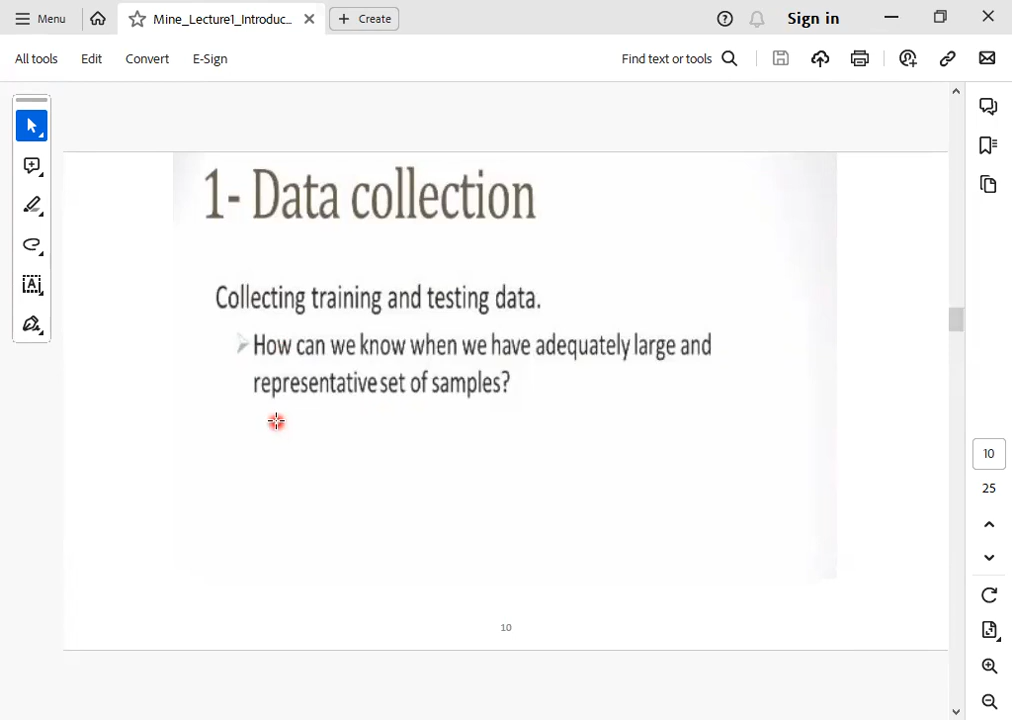 Menu
Mine_Lecture1_Introduc...
Create
Sign in
All tools
Edit
Convert
E-Sign
Find text or tools
1- Data collection
Collecting training and testing data.
How can we know when we have adequately large and
representative set of samples?
10
10
25